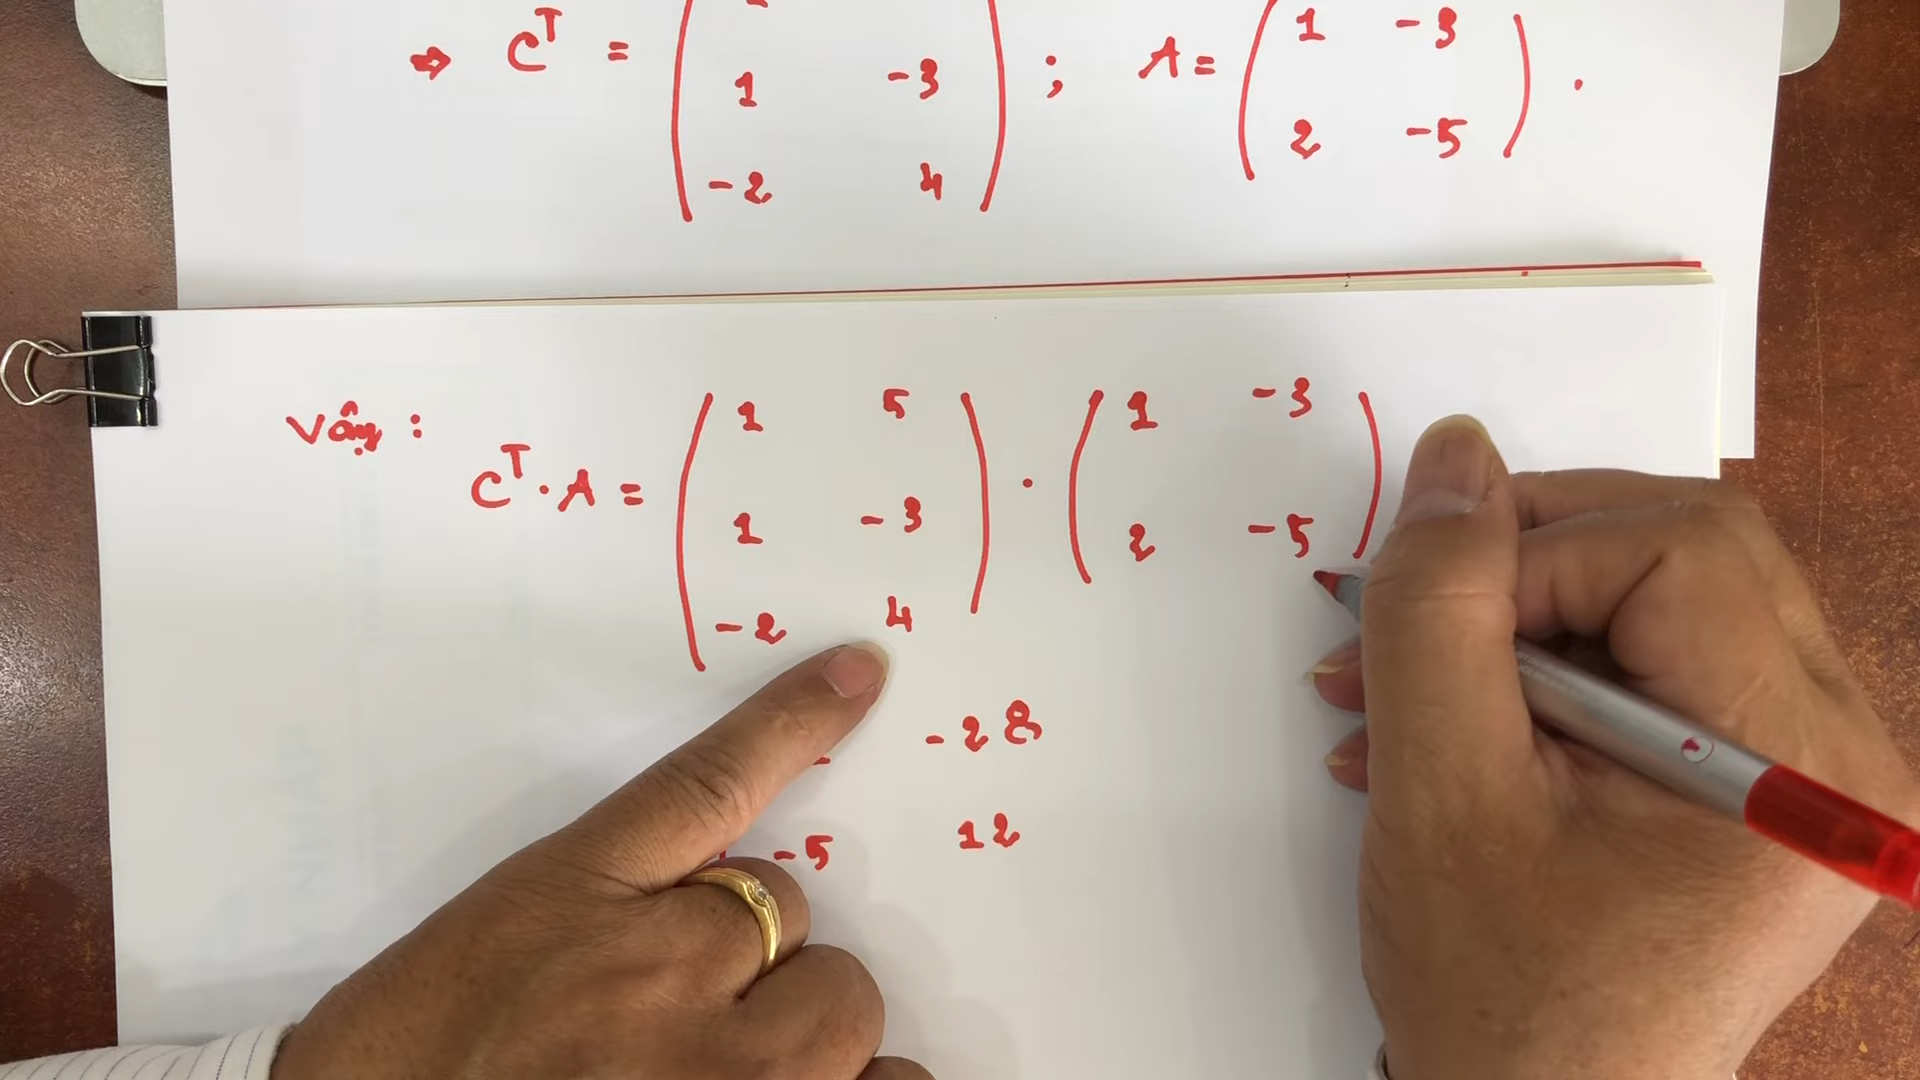 ⇒ Cᵀ = ( 1 -3 ; A = ( 1 -3 ) .
-2 4 ) 2 -5
Vậy : Cᵀ . A = ( 1 5 ) . ( 1 -3 )
1 -3 2 -5
-2 4
-28
-5 12